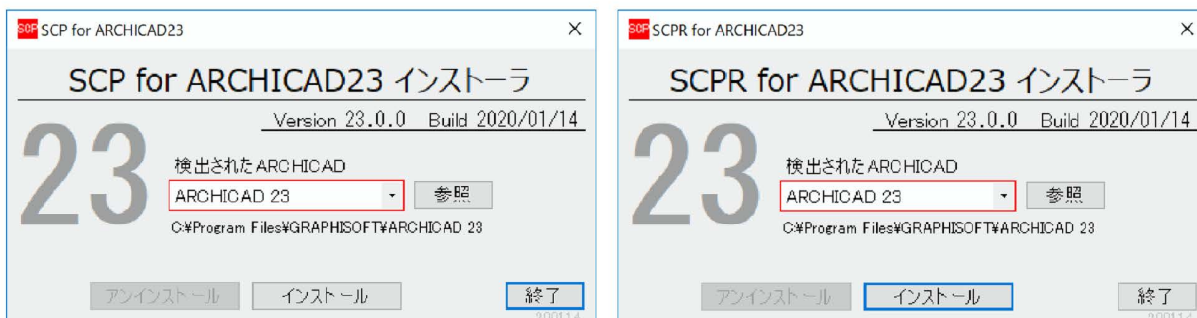 SCP SCP for ARCHICAD23
SCP for ARCHICAD23 インストーラ
23
Version 23.0.0 Build 2020/01/14
検出されたARCHICAD
ARCHICAD 23
参照
C:¥Program Files¥GRAPHISOFT¥ARCHICAD 23
アンインストール インストール 終了
SCP SCPR for ARCHICAD23
SCPR for ARCHICAD23 インストーラ
23
Version 23.0.0 Build 2020/01/14
検出されたARCHICAD
ARCHICAD 23
参照
C:¥Program Files¥GRAPHISOFT¥ARCHICAD 23
アンインストール インストール 終了